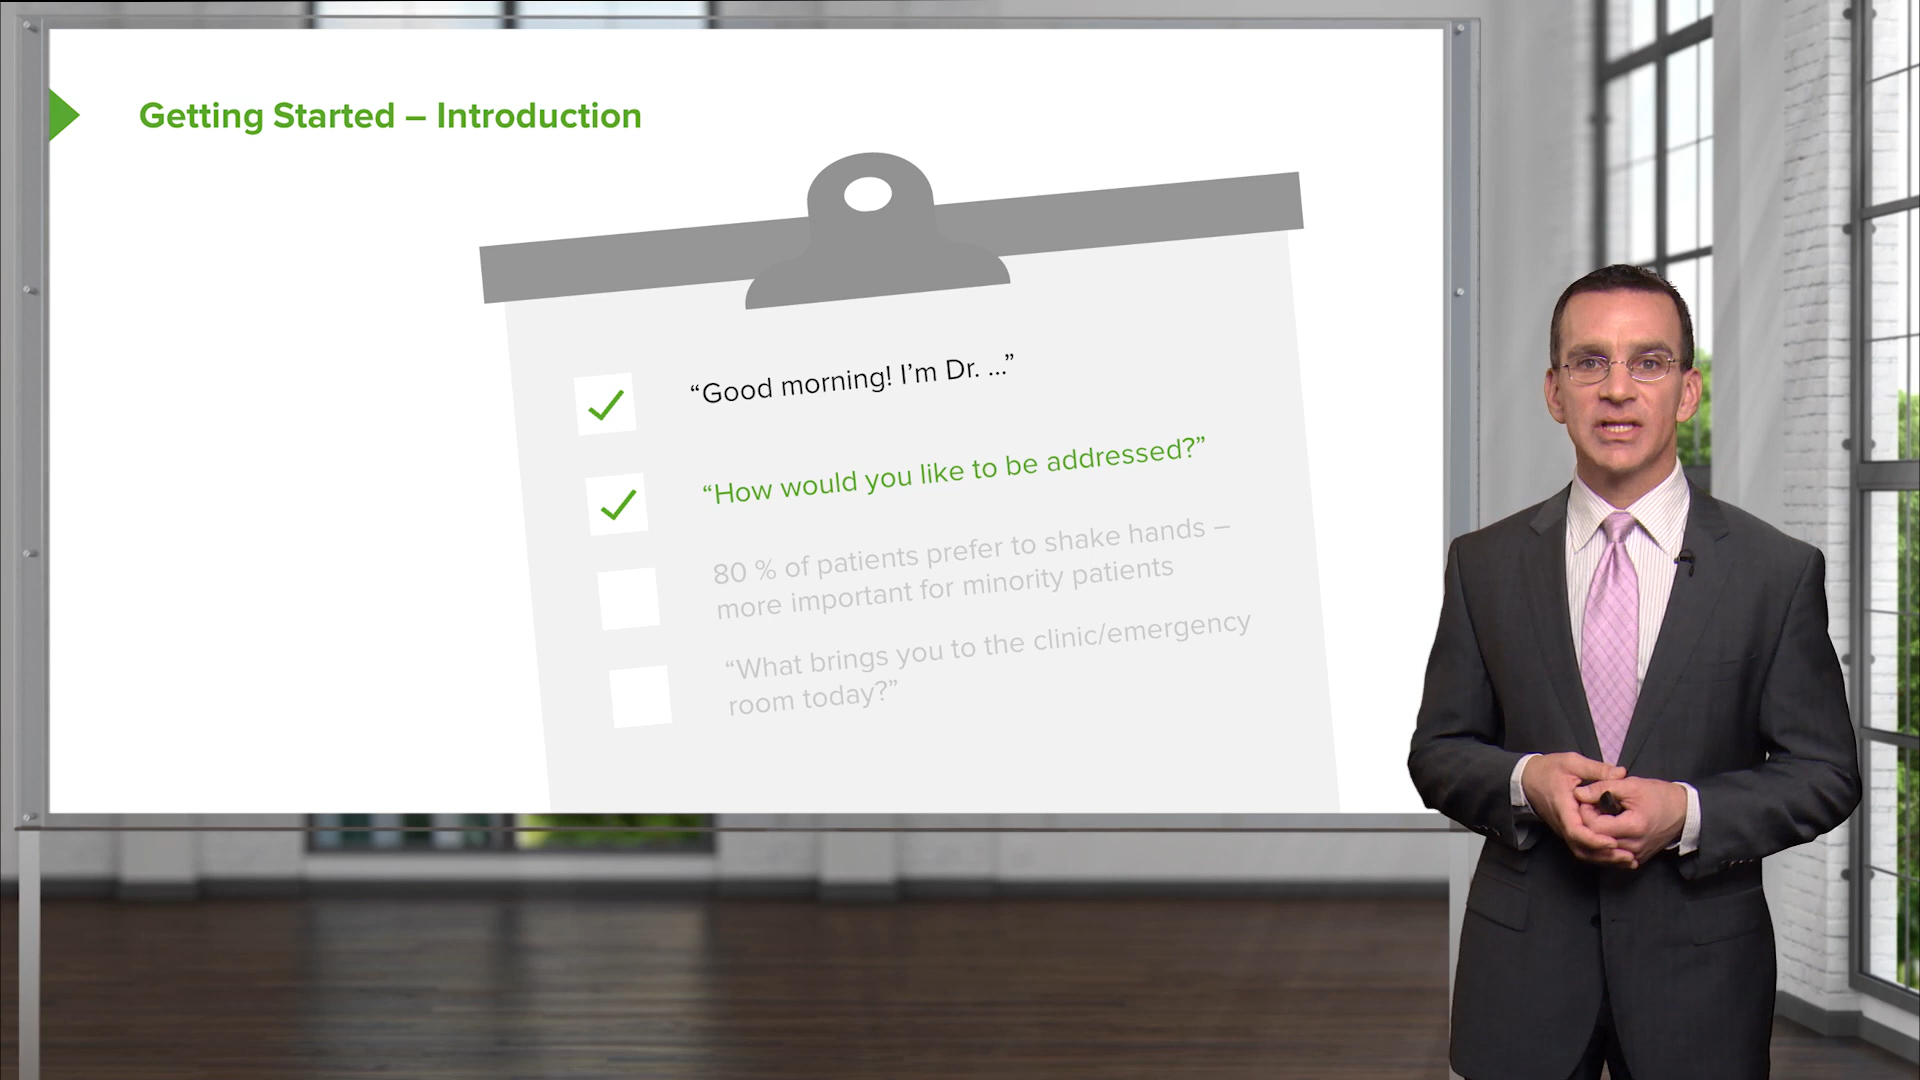 Getting Started – Introduction
“Good morning! I’m Dr. ...”
“How would you like to be addressed?”
80 % of patients prefer to shake hands –
more important for minority patients
“What brings you to the clinic/emergency
room today?”